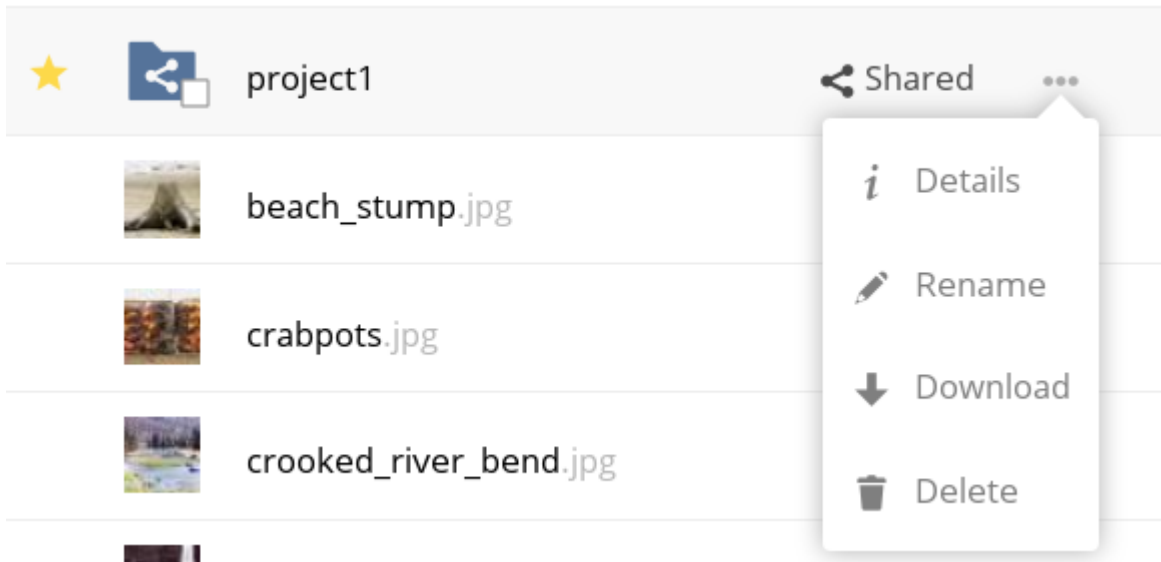 project1 Shared
Details
beach_stump.jpg
Rename
crabpots.jpg
Download
crooked_river_bend.jpg
Delete